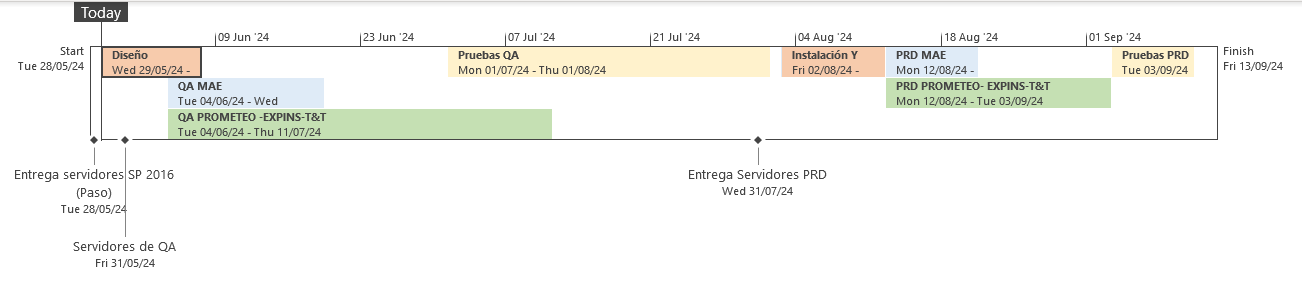 Today
09 Jun '24
23 Jun '24
07 Jul '24
21 Jul '24
04 Aug '24
18 Aug '24
01 Sep '24
Start
Tue 28/05/24
Diseño
Wed 29/05/24 -
Pruebas QA
Mon 01/07/24 - Thu 01/08/24
Instalación Y
Fri 02/08/24 -
PRD MAE
Mon 12/08/24 -
Pruebas PRD
Tue 03/09/24
Finish
Fri 13/09/24
QA MAE
Tue 04/06/24 - Wed
PRD PROMETEO- EXPINS-T&T
Mon 12/08/24 - Tue 03/09/24
QA PROMETEO -EXPINS-T&T
Tue 04/06/24 - Thu 11/07/24
Entrega servidores SP 2016
(Paso)
Tue 28/05/24
Entrega Servidores PRD
Wed 31/07/24
Servidores de QA
Fri 31/05/24